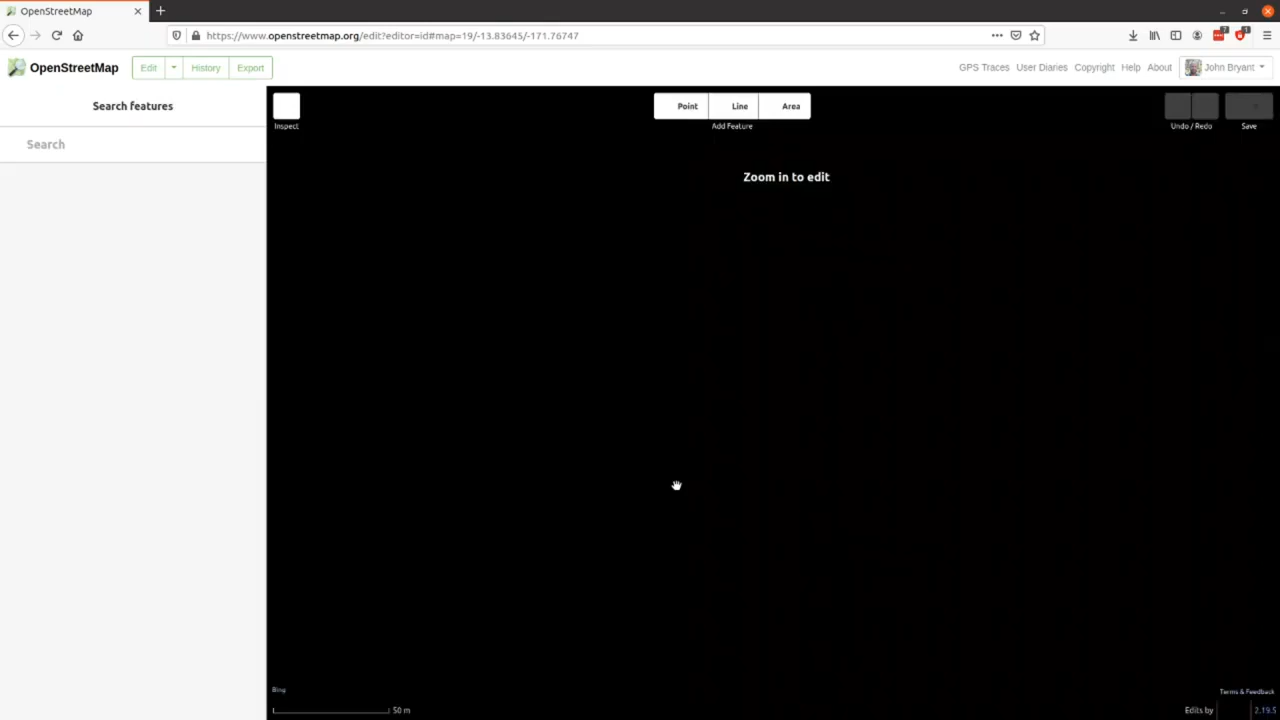 OpenStreetMap
https://www.openstreetmap.org/edit?editor=id#map=19/-13.83645/-171.76747
7
1
OpenStreetMap
Edit
History
Export
GPS Traces
User Diaries
Copyright
Help
About
John Bryant
Search features
Search
Inspect
Point
Line
Area
Add Feature
Undo / Redo
Save
Zoom in to edit
Bing
50 m
Terms & Feedback
Edits by
2.19.5